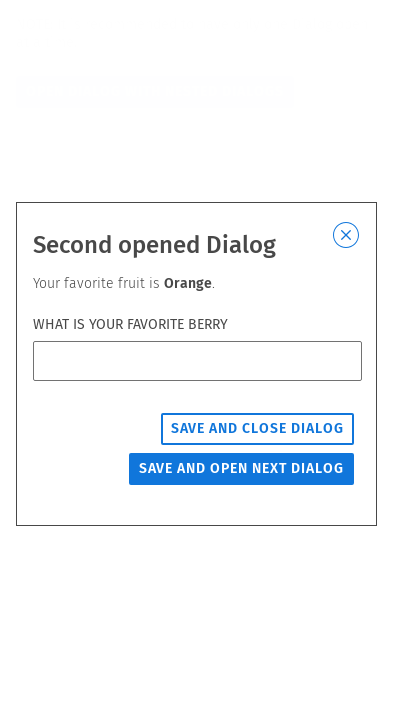 Second opened Dialog
Your favorite fruit is Orange.
WHAT IS YOUR FAVORITE BERRY
SAVE AND CLOSE DIALOG
SAVE AND OPEN NEXT DIALOG